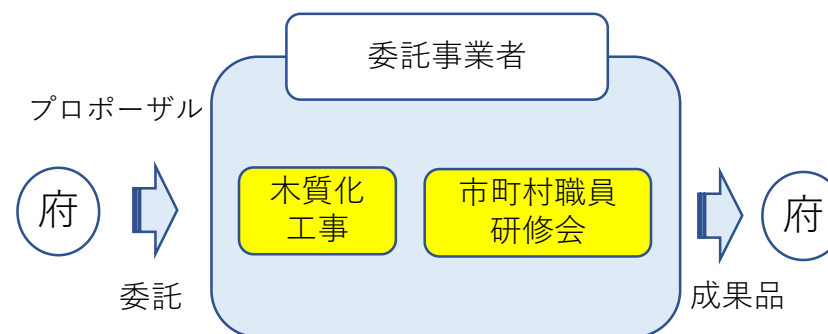 委託事業者
プロポーザル
府
木質化
工事
市町村職員
研修会
府
委託
成果品